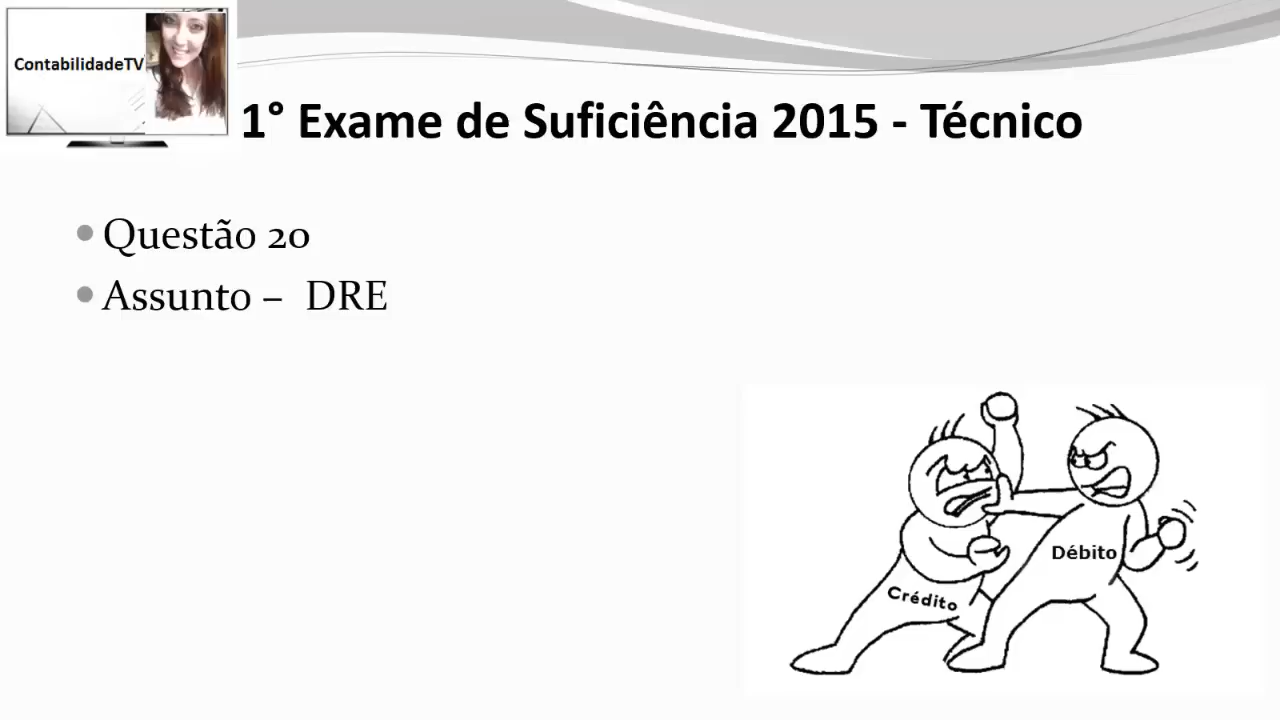 ContabilidadeTV
1° Exame de Suficiência 2015 - Técnico
Questão 20
Assunto – DRE
Débito
Crédito